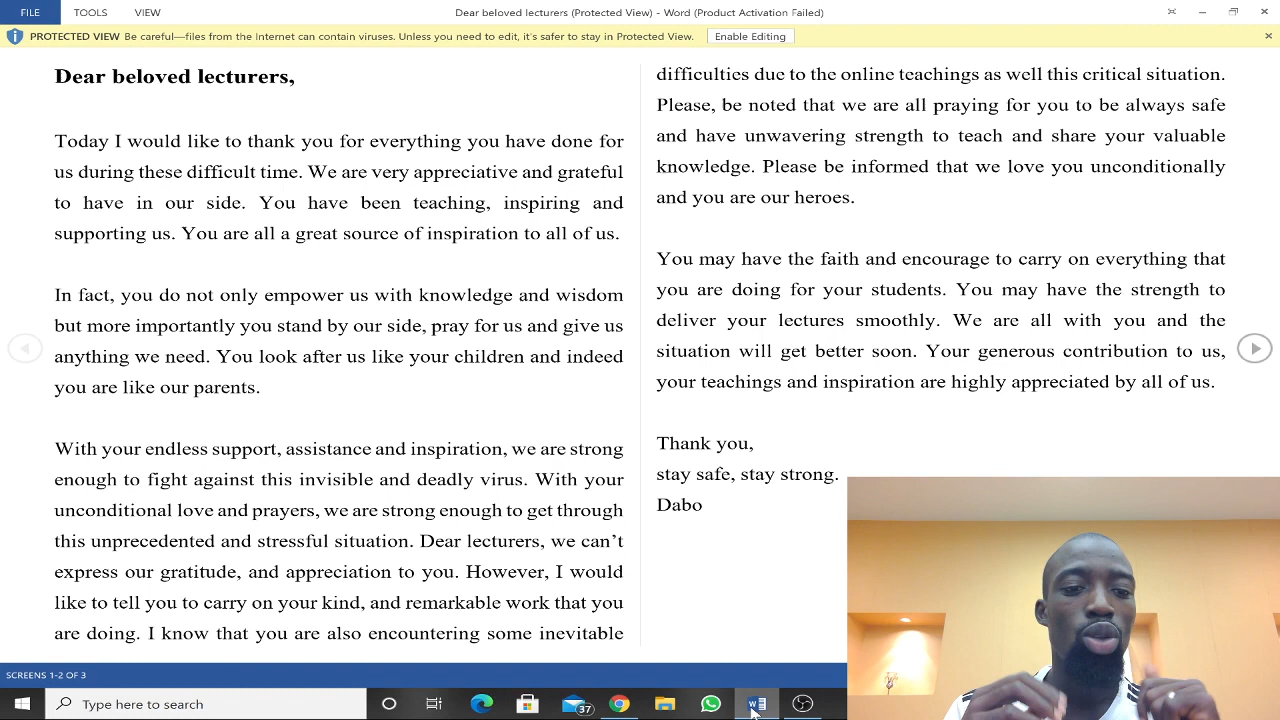 FILE TOOLS VIEW Dear beloved lecturers (Protected View) - Word (Product Activation Failed)
PROTECTED VIEW Be careful—files from the Internet can contain viruses. Unless you need to edit, it's safer to stay in Protected View. Enable Editing
Dear beloved lecturers,
Today I would like to thank you for everything you have done for
us during these difficult time. We are very appreciative and grateful
to have in our side. You have been teaching, inspiring and
supporting us. You are all a great source of inspiration to all of us.
In fact, you do not only empower us with knowledge and wisdom
but more importantly you stand by our side, pray for us and give us
anything we need. You look after us like your children and indeed
you are like our parents.
With your endless support, assistance and inspiration, we are strong
enough to fight against this invisible and deadly virus. With your
unconditional love and prayers, we are strong enough to get through
this unprecedented and stressful situation. Dear lecturers, we can't
express our gratitude, and appreciation to you. However, I would
like to tell you to carry on your kind, and remarkable work that you
are doing. I know that you are also encountering some inevitable
difficulties due to the online teachings as well this critical situation.
Please, be noted that we are all praying for you to be always safe
and have unwavering strength to teach and share your valuable
knowledge. Please be informed that we love you unconditionally
and you are our heroes.
You may have the faith and encourage to carry on everything that
you are doing for your students. You may have the strength to
deliver your lectures smoothly. We are all with you and the
situation will get better soon. Your generous contribution to us,
your teachings and inspiration are highly appreciated by all of us.
Thank you,
stay safe, stay strong.
Dabo
SCREENS 1-2 OF 3
Type here to search
37